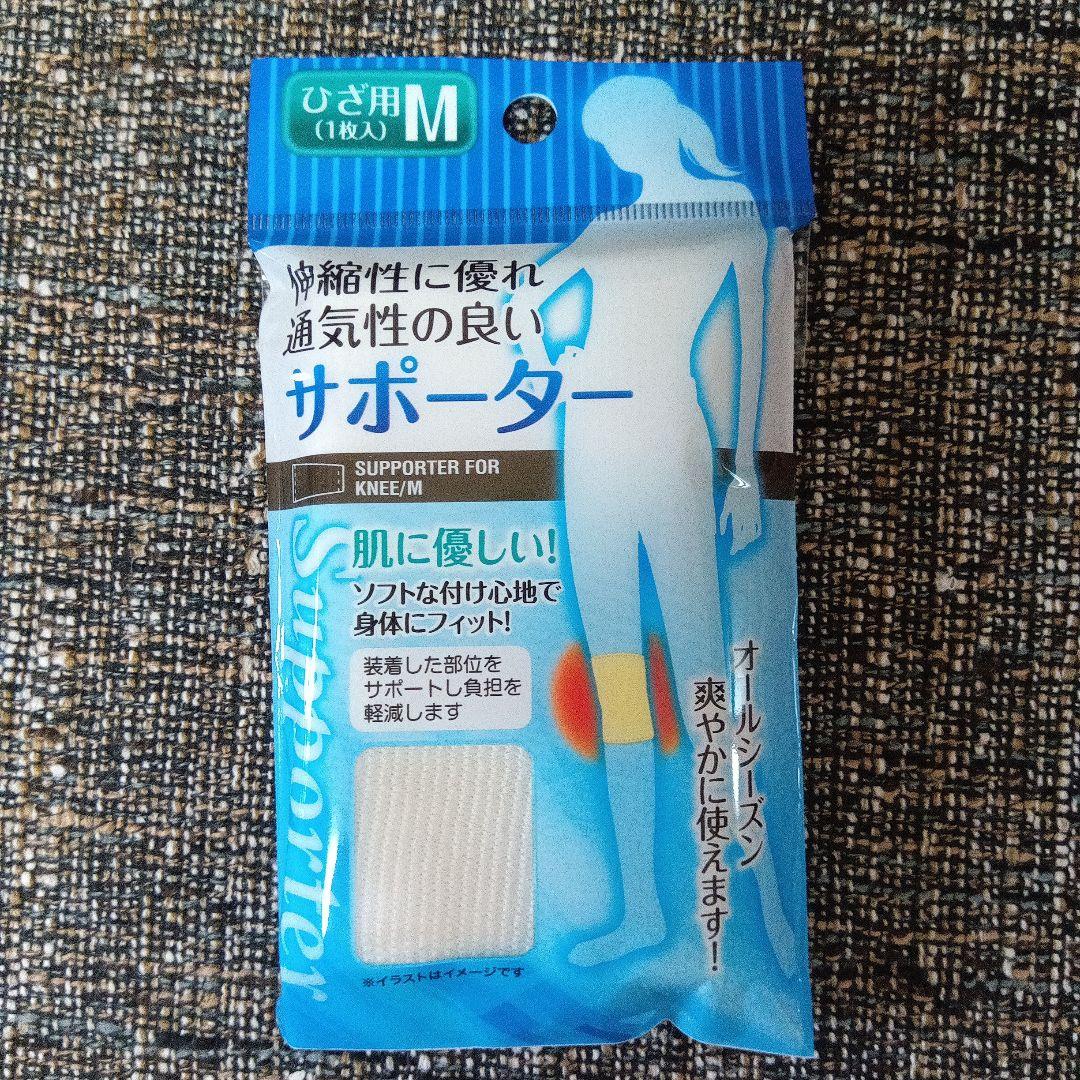 ひざ用
(1枚入)
M
伸縮性に優れ
通気性の良い
サポーター
SUPPORTER FOR
KNEE/M
Supporter
肌に優しい!
ソフトな付け心地で
身体にフィット!
装着した部位を
サポートし負担を
軽減します
オールシーズン
爽やかに使えます!
※イラストはイメージです